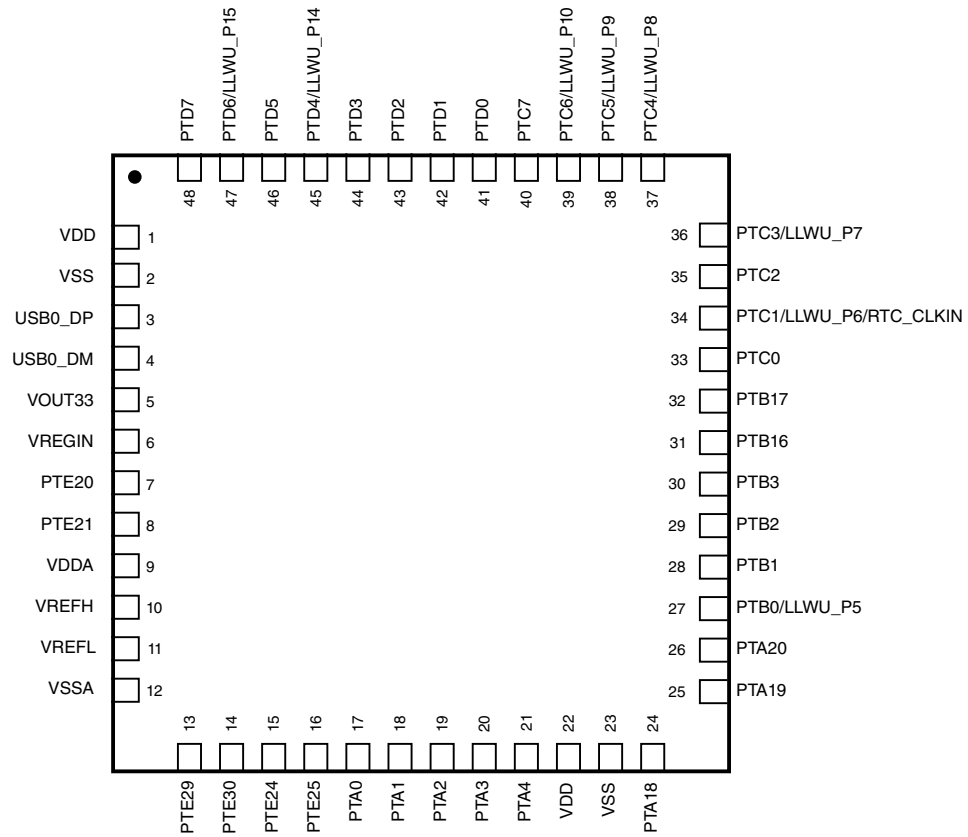 PTD7
PTD6/LLWU_P15
PTD5
PTD4/LLWU_P14
PTD3
PTD2
PTD1
PTD0
PTC7
PTC6/LLWU_P10
PTC5/LLWU_P9
PTC4/LLWU_P8
48
47
46
45
44
43
42
41
40
39
38
37
VDD 1
VSS 2
USB0_DP 3
USB0_DM 4
VOUT33 5
VREGIN 6
PTE20 7
PTE21 8
VDDA 9
VREFH 10
VREFL 11
VSSA 12
36 PTC3/LLWU_P7
35 PTC2
34 PTC1/LLWU_P6/RTC_CLKIN
33 PTC0
32 PTB17
31 PTB16
30 PTB3
29 PTB2
28 PTB1
27 PTB0/LLWU_P5
26 PTA20
25 PTA19
13
14
15
16
17
18
19
20
21
22
23
24
PTE29
PTE30
PTE24
PTE25
PTA0
PTA1
PTA2
PTA3
PTA4
VDD
VSS
PTA18